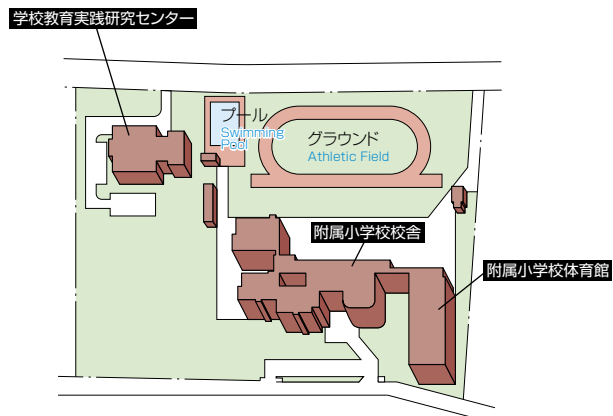 学校教育実践研究センター
プール
Swimming
Pool
グラウンド
Athletic Field
附属小学校校舎
附属小学校体育館